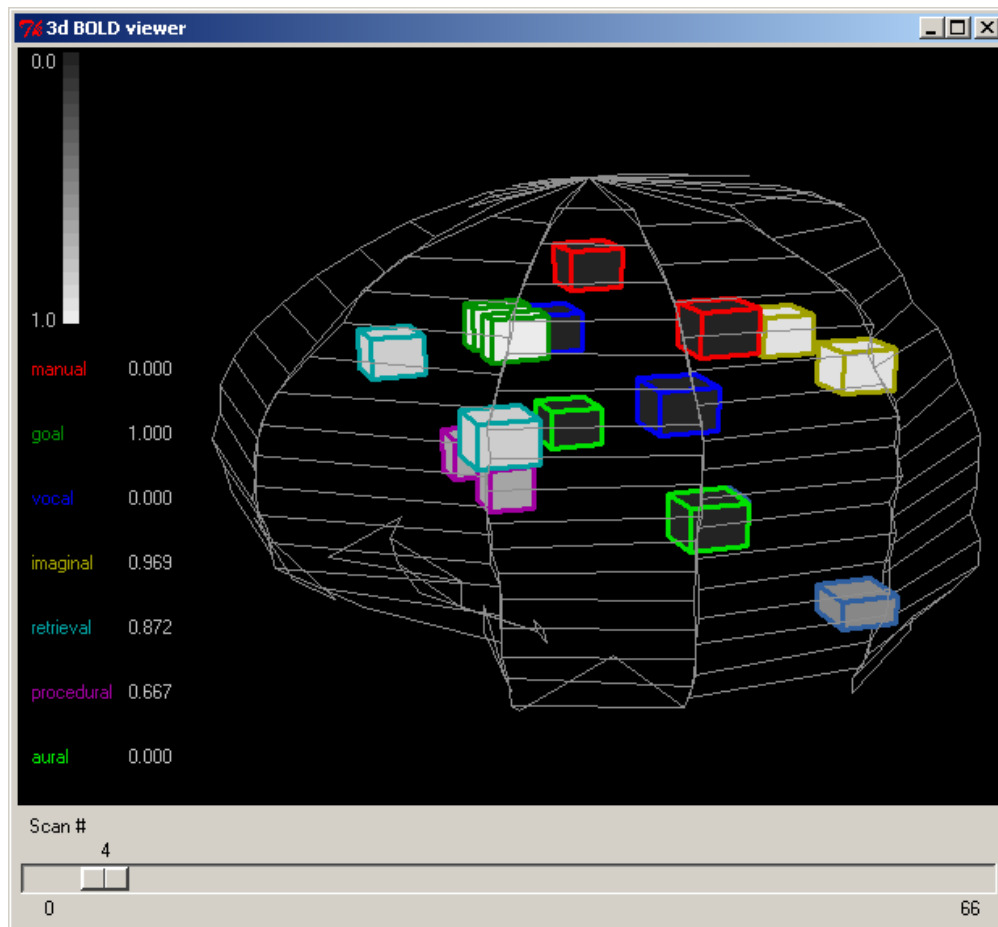 3d BOLD viewer
0.0
1.0
manual 0.000
goal 1.000
vocal 0.000
imaginal 0.969
retrieval 0.872
procedural 0.667
aural 0.000
Scan #
4
0 66